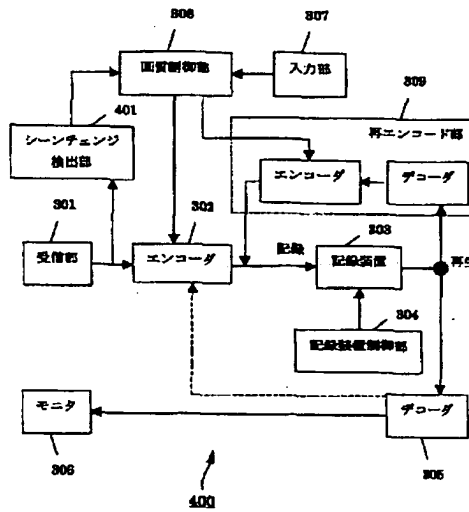 308
307
画質制御部
入力部
309
401
再エンコード部
シーンチェンジ
検出部
エンコーダ
デコーダ
301
302
303
受信部
エンコーダ
記録
記録装置
再生
304
記録装置制御部
モニタ
デコーダ
306
305
400